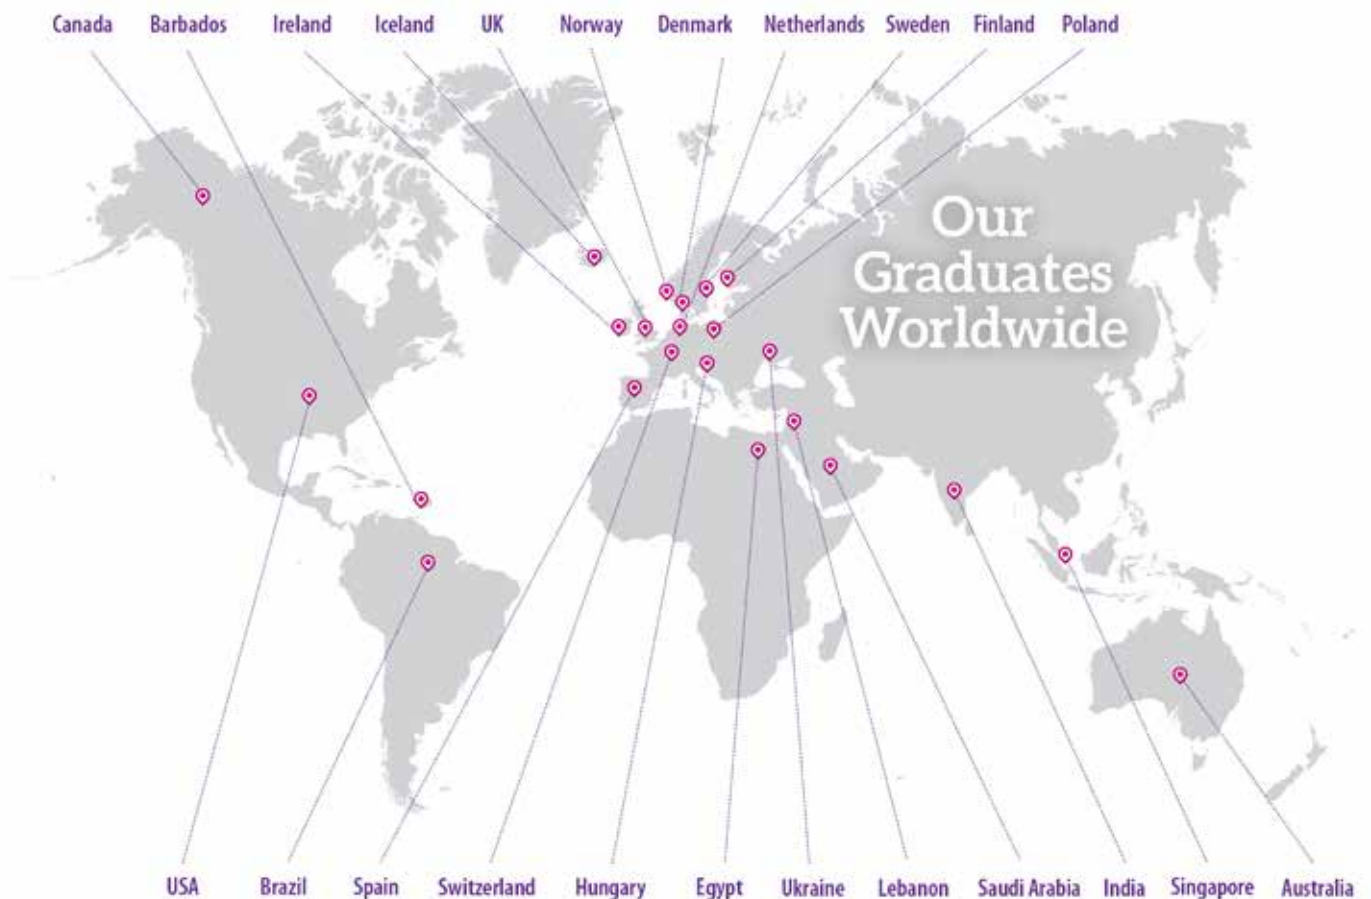 Canada Barbados Ireland Iceland UK Norway Denmark Netherlands Sweden Finland Poland
Our
Graduates
Worldwide
USA Brazil Spain Switzerland Hungary Egypt Ukraine Lebanon Saudi Arabia India Singapore Australia